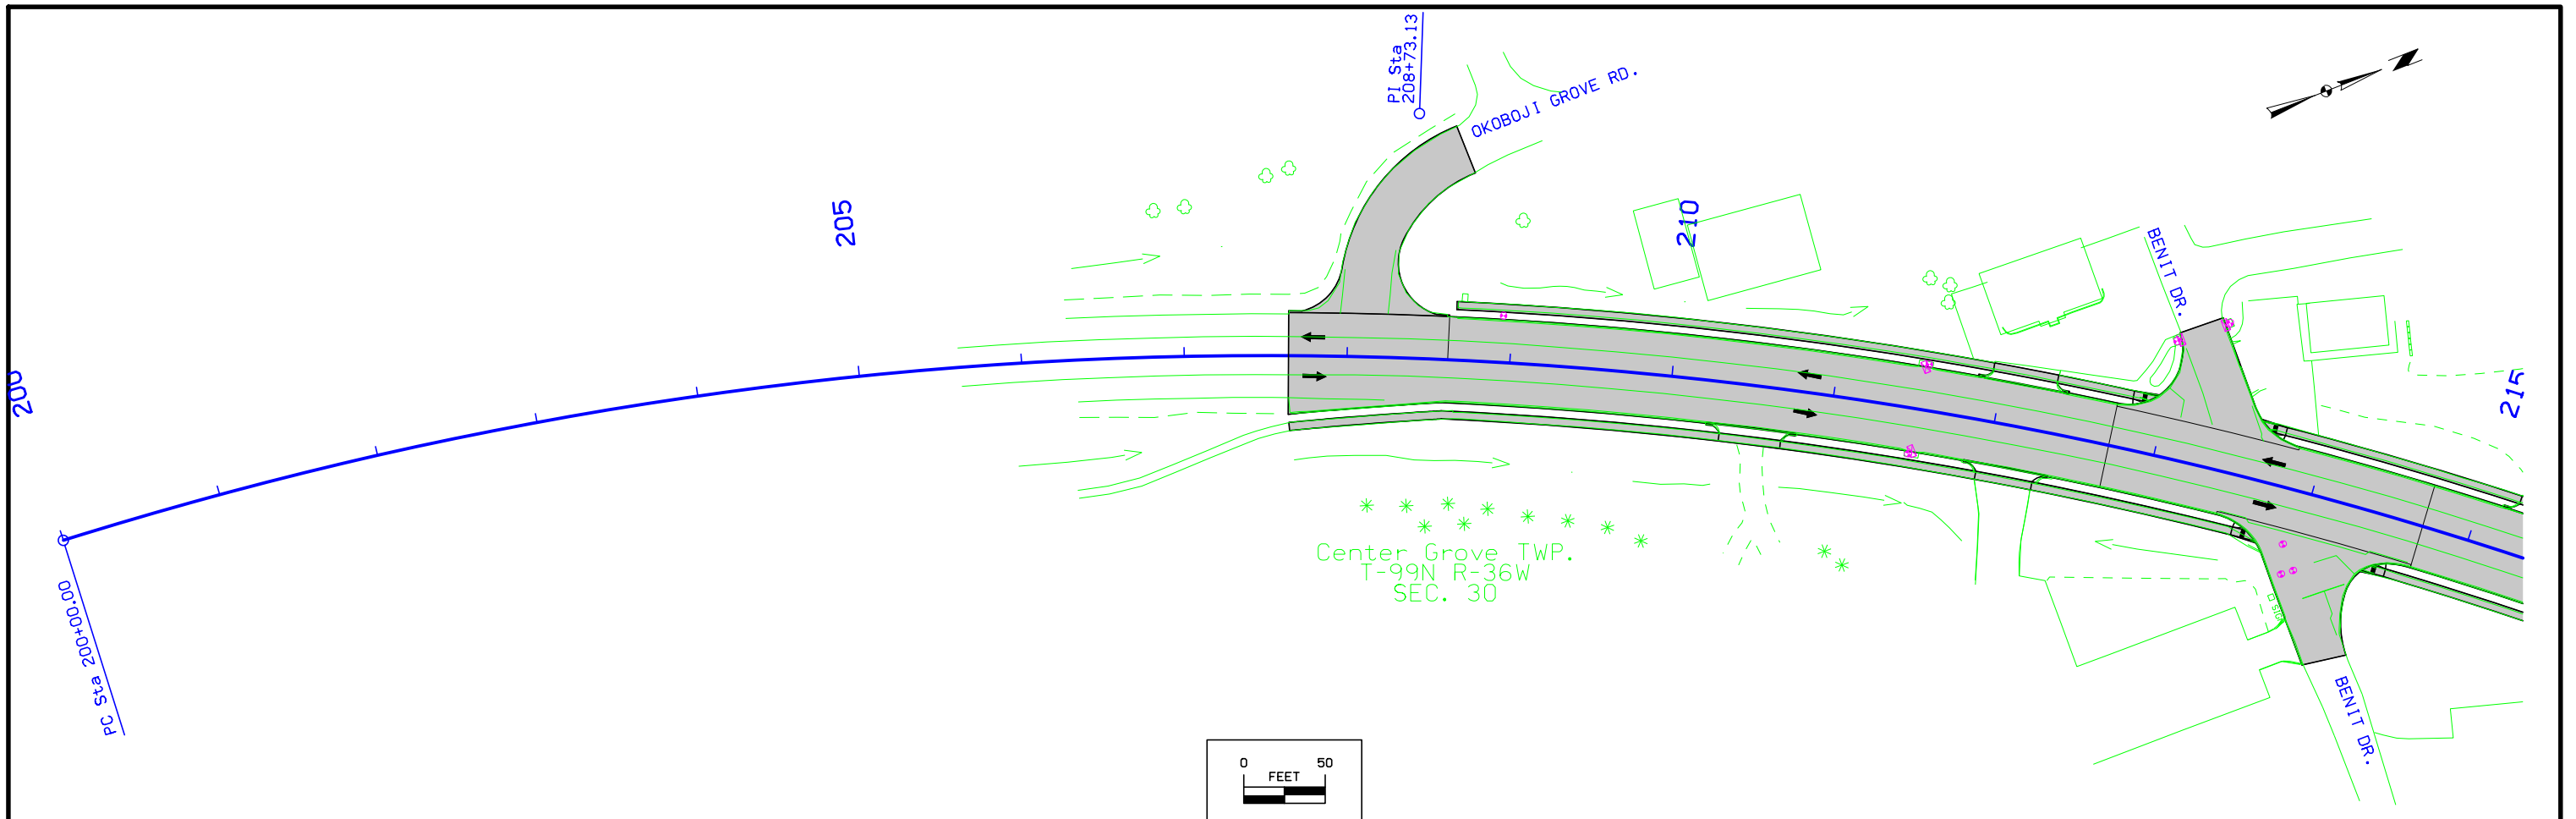 PI Sta
208+73.13
OKOBOJI GROVE RD.
N
205
210
BENIT DR.
200
215
PC Sta 200+00.00
Center Grove TWP.
T-99N R-36W
SEC. 30
BENIT DR.
0 50
FEET